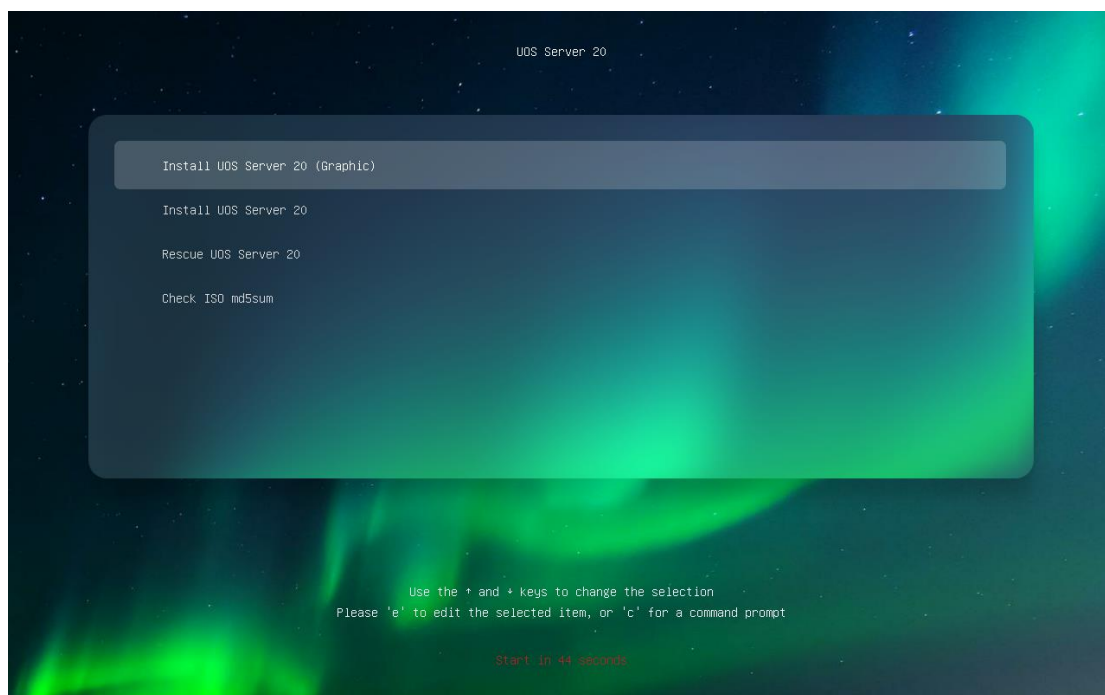 UOS Server 20
Install UOS Server 20 (Graphic)
Install UOS Server 20
Rescue UOS Server 20
Check ISO md5sum
Use the ↑ and ↓ keys to change the selection
Please 'e' to edit the selected item, or 'c' for a command prompt
Start in 44 seconds